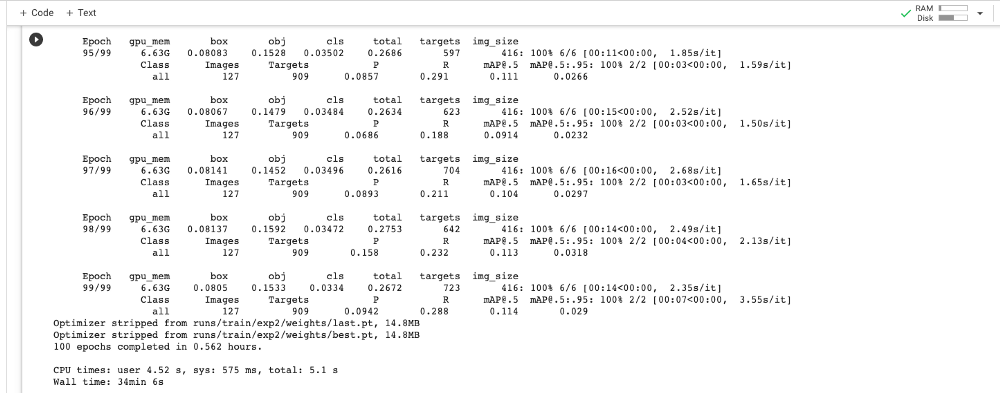 + Code + Text
RAM
Disk
Epoch gpu_mem box obj cls total targets img_size
95/99 6.63G 0.08083 0.1528 0.03502 0.2686 597 416: 100% 6/6 [00:11<00:00, 1.85s/it]
Class Images Targets P R mAP@.5 mAP@.5:.95: 100% 2/2 [00:03<00:00, 1.59s/it]
all 127 909 0.0857 0.291 0.111 0.0266
Epoch gpu_mem box obj cls total targets img_size
96/99 6.63G 0.08067 0.1479 0.03484 0.2634 623 416: 100% 6/6 [00:15<00:00, 2.52s/it]
Class Images Targets P R mAP@.5 mAP@.5:.95: 100% 2/2 [00:03<00:00, 1.50s/it]
all 127 909 0.0686 0.188 0.0914 0.0232
Epoch gpu_mem box obj cls total targets img_size
97/99 6.63G 0.08141 0.1452 0.03496 0.2616 704 416: 100% 6/6 [00:16<00:00, 2.68s/it]
Class Images Targets P R mAP@.5 mAP@.5:.95: 100% 2/2 [00:03<00:00, 1.65s/it]
all 127 909 0.0893 0.211 0.104 0.0297
Epoch gpu_mem box obj cls total targets img_size
98/99 6.63G 0.08137 0.1592 0.03472 0.2753 642 416: 100% 6/6 [00:14<00:00, 2.49s/it]
Class Images Targets P R mAP@.5 mAP@.5:.95: 100% 2/2 [00:04<00:00, 2.13s/it]
all 127 909 0.158 0.232 0.113 0.0318
Epoch gpu_mem box obj cls total targets img_size
99/99 6.63G 0.0805 0.1533 0.0334 0.2672 723 416: 100% 6/6 [00:14<00:00, 2.35s/it]
Class Images Targets P R mAP@.5 mAP@.5:.95: 100% 2/2 [00:07<00:00, 3.55s/it]
all 127 909 0.0942 0.288 0.114 0.029
Optimizer stripped from runs/train/exp2/weights/last.pt, 14.8MB
Optimizer stripped from runs/train/exp2/weights/best.pt, 14.8MB
100 epochs completed in 0.562 hours.
CPU times: user 4.52 s, sys: 575 ms, total: 5.1 s
Wall time: 34min 6s